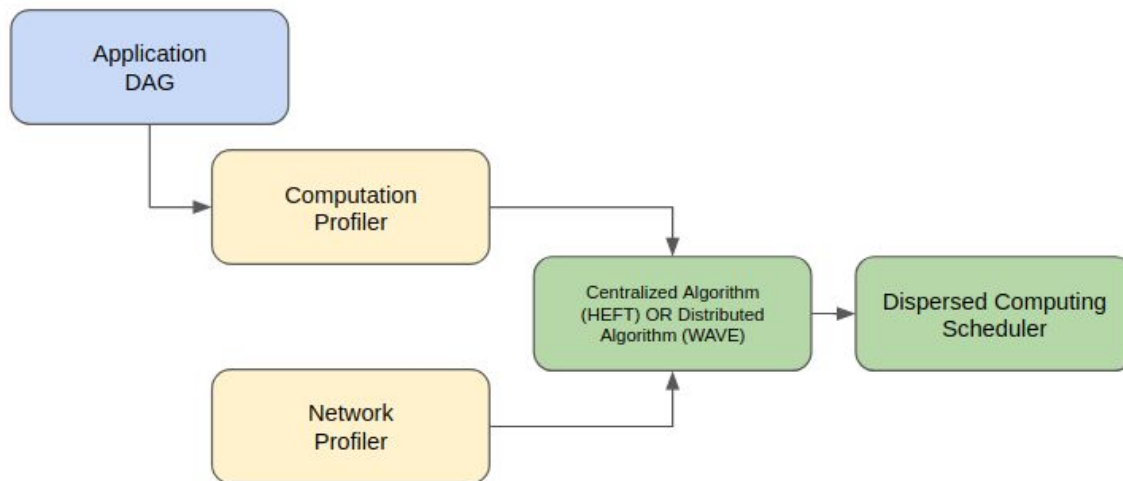 Application
DAG
Computation
Profiler
Centralized Algorithm
(HEFT) OR Distributed
Algorithm (WAVE)
Dispersed Computing
Scheduler
Network
Profiler